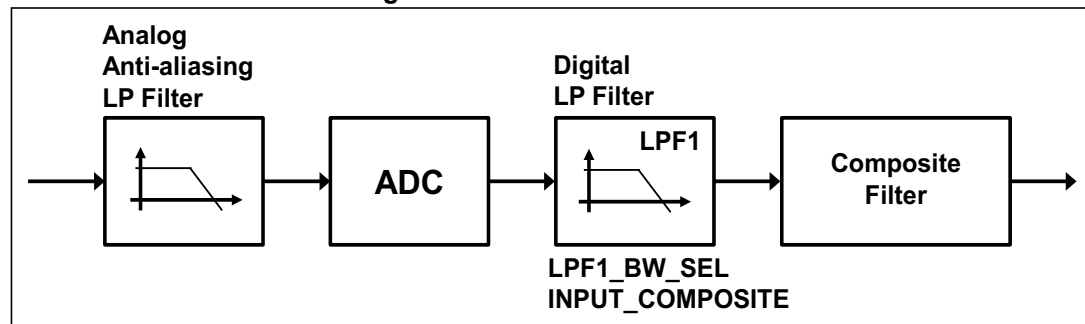 Analog
Anti-aliasing
LP Filter
ADC
Digital
LP Filter
LPF1
LPF1_BW_SEL
INPUT_COMPOSITE
Composite
Filter